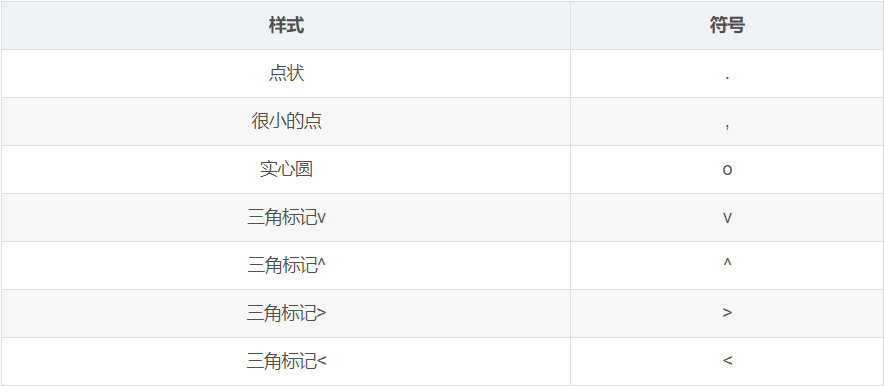 样式 符号
点状 .
很小的点 ,
实心圆 o
三角标记v v
三角标记^ ^
三角标记> >
三角标记< <